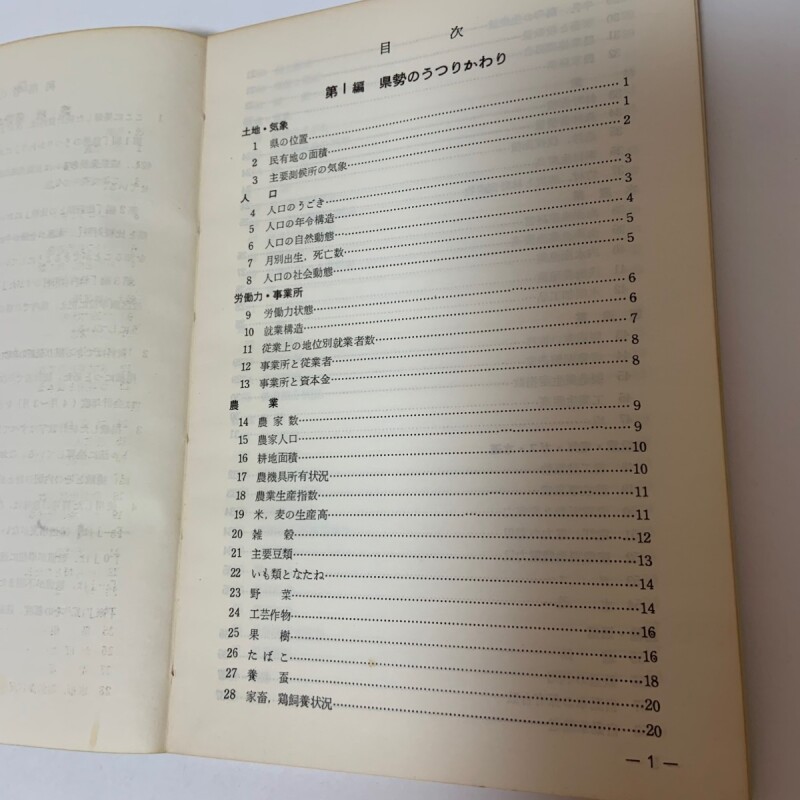 目　次
第1編　県勢のうつりかわり
土地・気象
1 県の位置……1
2 民有地の面積……1
3 主要測候所の気象……2
人　口
4 人口のうごき……3
5 人口の年令構造……3
6 人口の自然動態……4
7 月別出生，死亡数……5
8 人口の社会動態……5
労働力・事業所
9 労働力状態……6
10 就業構造……6
11 従業上の地位別就業者数……7
12 事業所と従業者……8
13 事業所と資本金……8
農　業
14 農家数……9
15 農家人口……9
16 耕地面積……10
17 農機具所有状況……10
18 農業生産指数……11
19 米，麦の生産高……11
20 雑　穀……12
21 主要豆類……13
22 いも類となたね……14
23 野　菜……14
24 工芸作物……16
25 果　樹……16
26 たばこ……18
27 養　蚕……20
28 家畜，鶏飼養状況……20
— 1 —